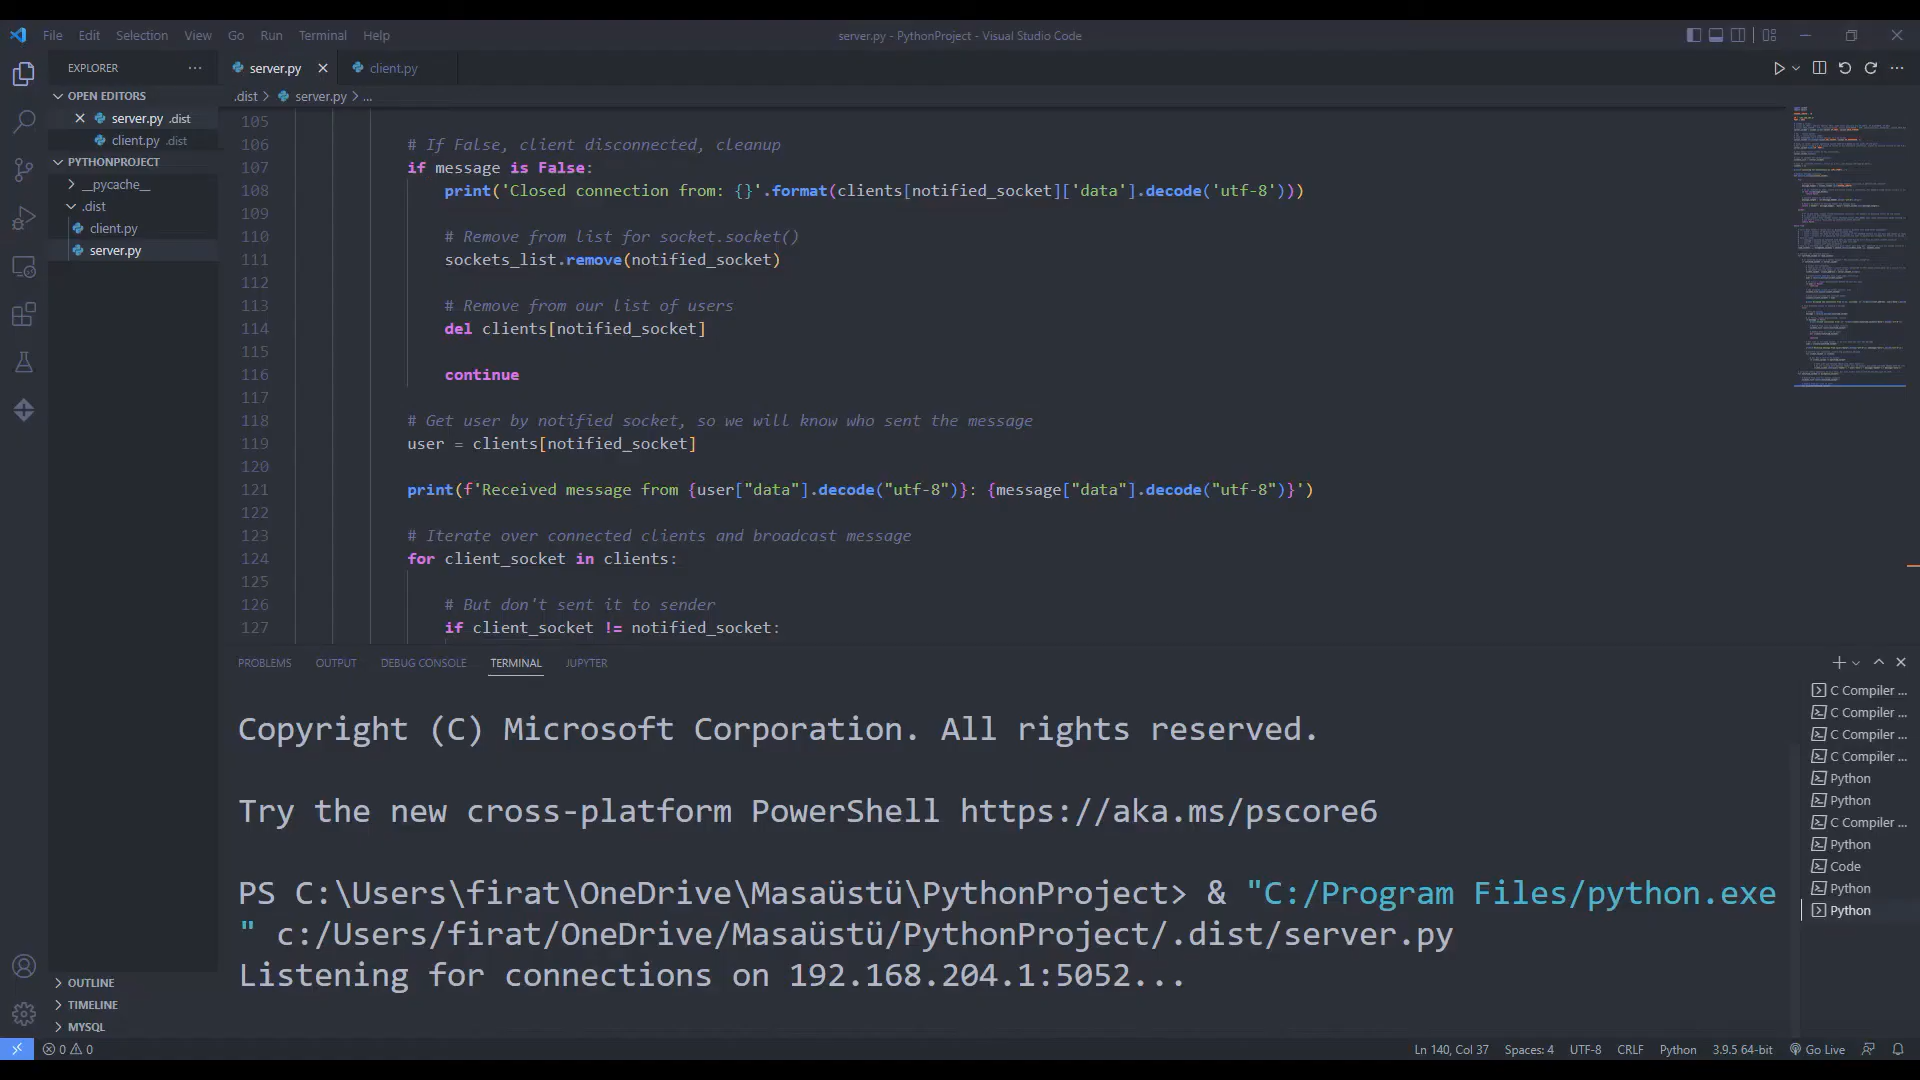 File Edit Selection View Go Run Terminal Help
server.py - PythonProject - Visual Studio Code
EXPLORER
OPEN EDITORS
server.py .dist
client.py .dist
PYTHONPROJECT
__pycache__
.dist
client.py
server.py
OUTLINE
TIMELINE
MYSQL
server.py client.py
.dist > server.py > ...
105
106 # If False, client disconnected, cleanup
107 if message is False:
108 print('Closed connection from: {}'.format(clients[notified_socket]['data'].decode('utf-8')))
109
110 # Remove from list for socket.socket()
111 sockets_list.remove(notified_socket)
112
113 # Remove from our list of users
114 del clients[notified_socket]
115
116 continue
117
118 # Get user by notified socket, so we will know who sent the message
119 user = clients[notified_socket]
120
121 print(f'Received message from {user["data"].decode("utf-8")}: {message["data"].decode("utf-8")}')
122
123 # Iterate over connected clients and broadcast message
124 for client_socket in clients:
125
126 # But don't sent it to sender
127 if client_socket != notified_socket:
PROBLEMS OUTPUT DEBUG CONSOLE TERMINAL JUPYTER
Copyright (C) Microsoft Corporation. All rights reserved.
Try the new cross-platform PowerShell https://aka.ms/pscore6
PS C:\Users\firat\OneDrive\Masaüstü\PythonProject> & "C:/Program Files/python.exe
" c:/Users/firat/OneDrive/Masaüstü/PythonProject/.dist/server.py
Listening for connections on 192.168.204.1:5052...
C Compiler ...
C Compiler ...
C Compiler ...
C Compiler ...
Python
Python
C Compiler ...
Python
Code
Python
Python
0 0
Ln 140, Col 37 Spaces: 4 UTF-8 CRLF Python 3.9.5 64-bit Go Live